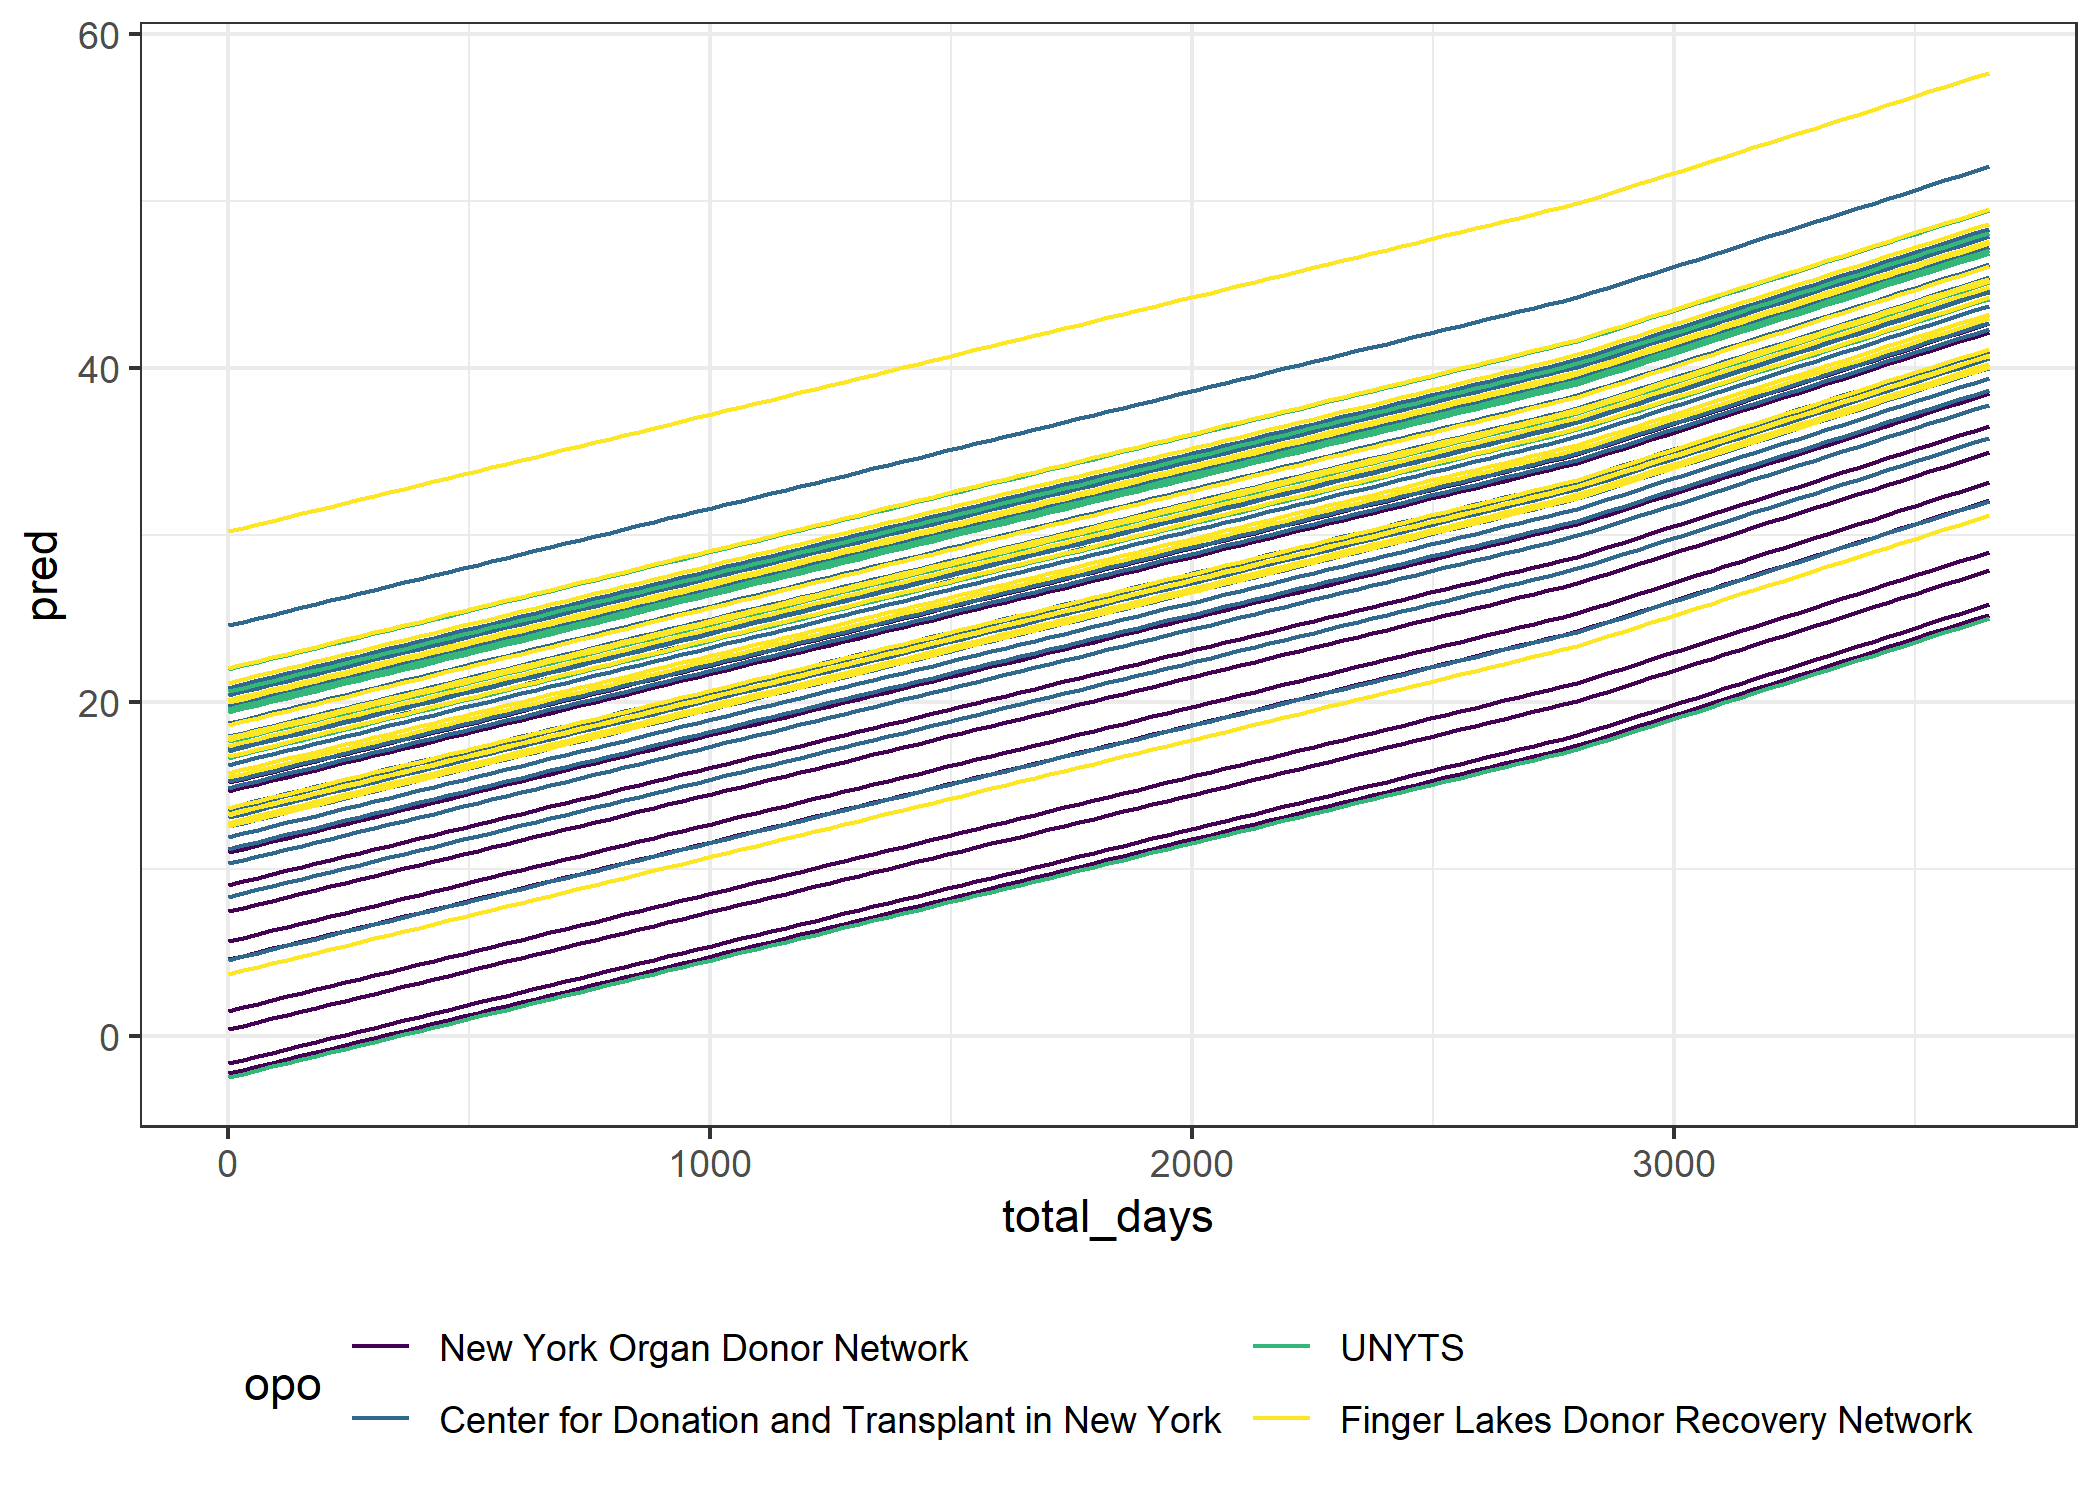 60
40
20
0
pred
0 1000 2000 3000
total_days
opo
New York Organ Donor Network
Center for Donation and Transplant in New York
UNYTS
Finger Lakes Donor Recovery Network